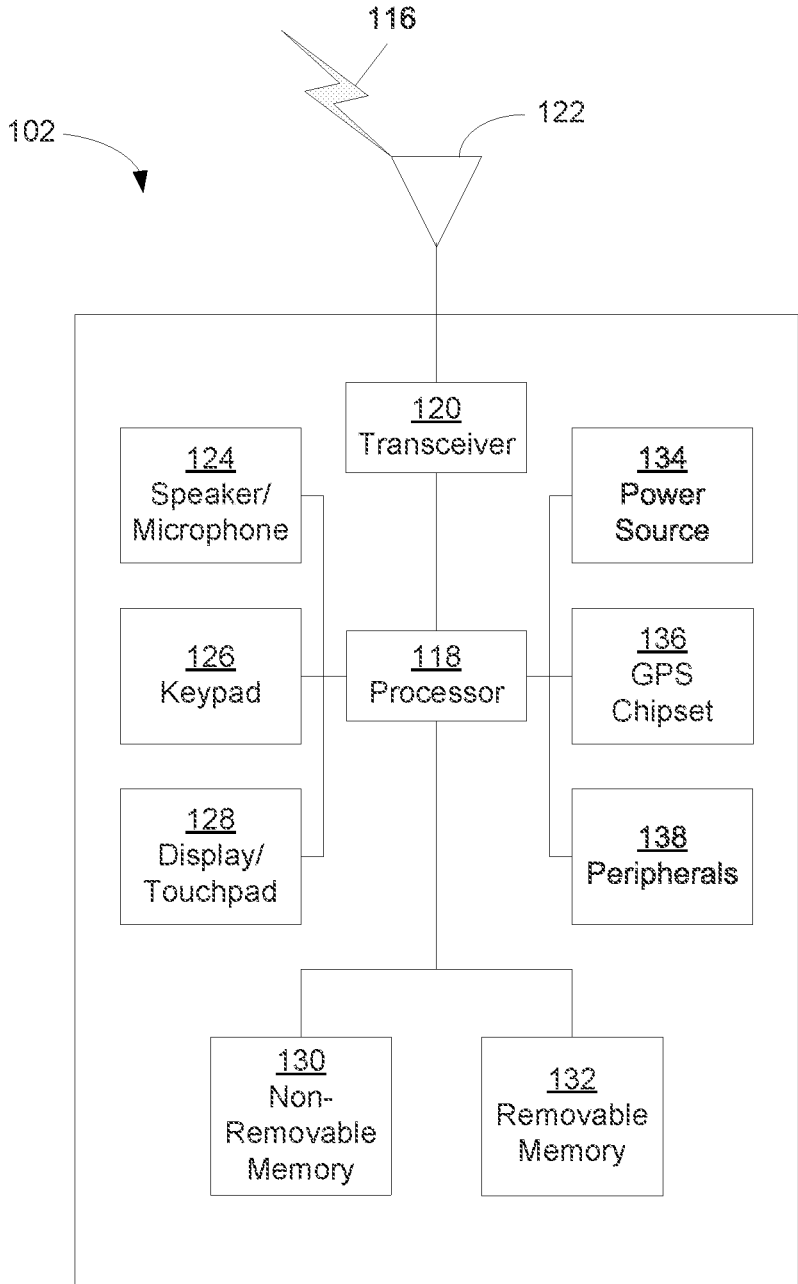 116
122
102
120
Transceiver
124
Speaker/
Microphone
134
Power
Source
126
Keypad
118
Processor
136
GPS
Chipset
128
Display/
Touchpad
138
Peripherals
130
Non-
Removable
Memory
132
Removable
Memory